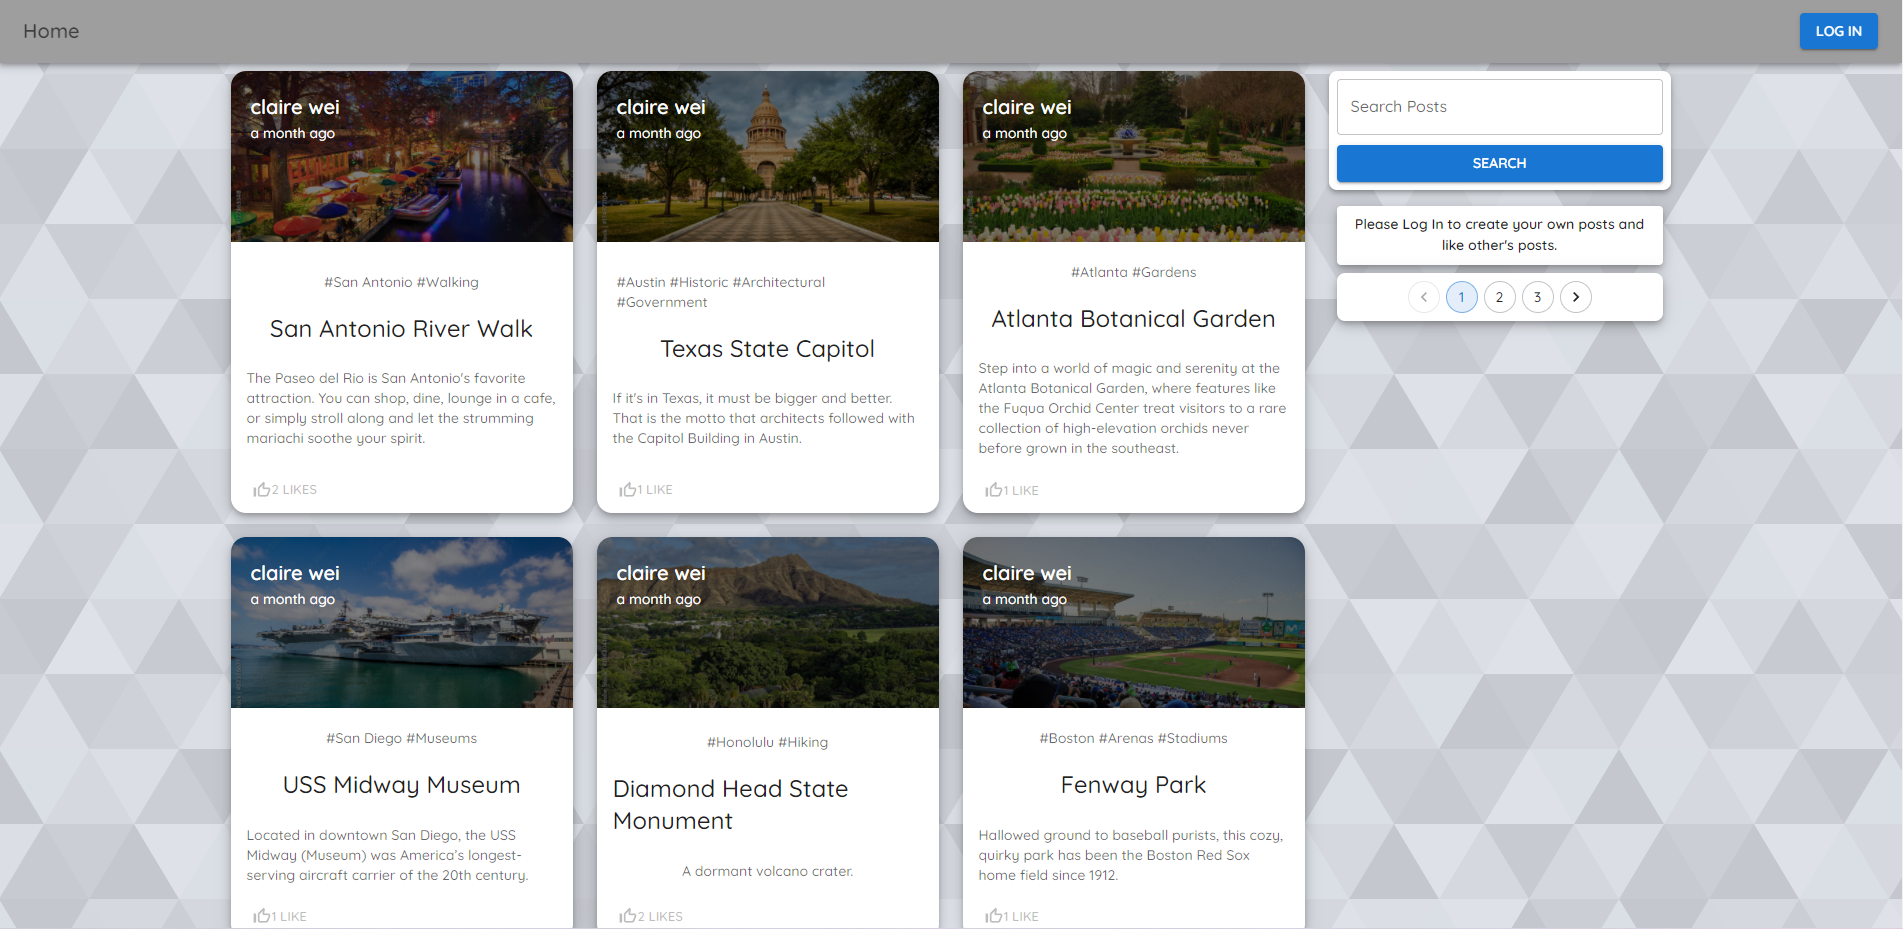 Home
LOG IN
claire wei
a month ago
#San Antonio #Walking
San Antonio River Walk
The Paseo del Rio is San Antonio's favorite
attraction. You can shop, dine, lounge in a cafe,
or simply stroll along and let the strumming
mariachi soothe your spirit.
2 LIKES
claire wei
a month ago
#Austin #Historic #Architectural
#Government
Texas State Capitol
If it's in Texas, it must be bigger and better.
That is the motto that architects followed with
the Capitol Building in Austin.
1 LIKE
claire wei
a month ago
#Atlanta #Gardens
Atlanta Botanical Garden
Step into a world of magic and serenity at the
Atlanta Botanical Garden, where features like
the Fuqua Orchid Center treat visitors to a rare
collection of high-elevation orchids never
before grown in the southeast.
1 LIKE
Search Posts
SEARCH
Please Log In to create your own posts and
like other's posts.
1 2 3
claire wei
a month ago
#San Diego #Museums
USS Midway Museum
Located in downtown San Diego, the USS
Midway (Museum) was America's longest-
serving aircraft carrier of the 20th century.
1 LIKE
claire wei
a month ago
#Honolulu #Hiking
Diamond Head State
Monument
A dormant volcano crater.
2 LIKES
claire wei
a month ago
#Boston #Arenas #Stadiums
Fenway Park
Hallowed ground to baseball purists, this cozy,
quirky park has been the Boston Red Sox
home field since 1912.
1 LIKE